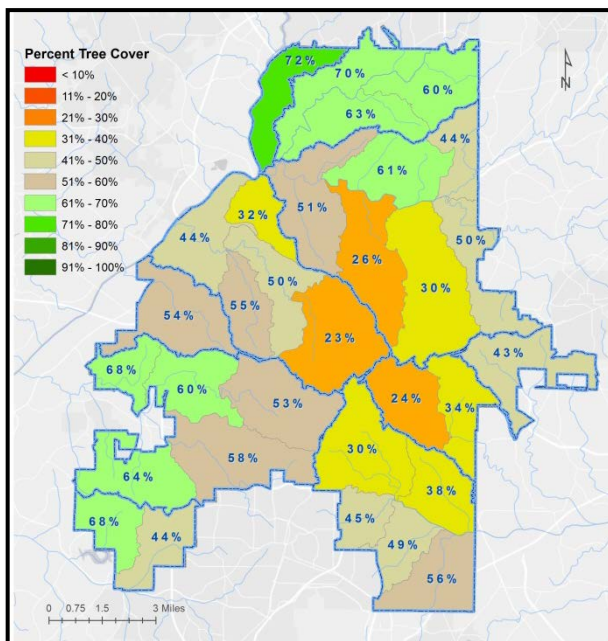 Percent Tree Cover
< 10%
11% - 20%
21% - 30%
31% - 40%
41% - 50%
51% - 60%
61% - 70%
71% - 80%
81% - 90%
91% - 100%
N
72%
70%
60%
63%
44%
61%
51%
32%
44%
50%
26%
50%
30%
55%
54%
23%
43%
68%
60%
24%
34%
53%
30%
58%
38%
64%
45%
68%
44%
49%
56%
0 0.75 1.5 3 Miles